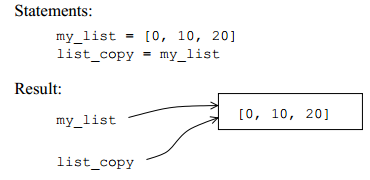 Statements:
my_list = [0, 10, 20]
list_copy = my_list
Result:
my_list
[0, 10, 20]
list_copy